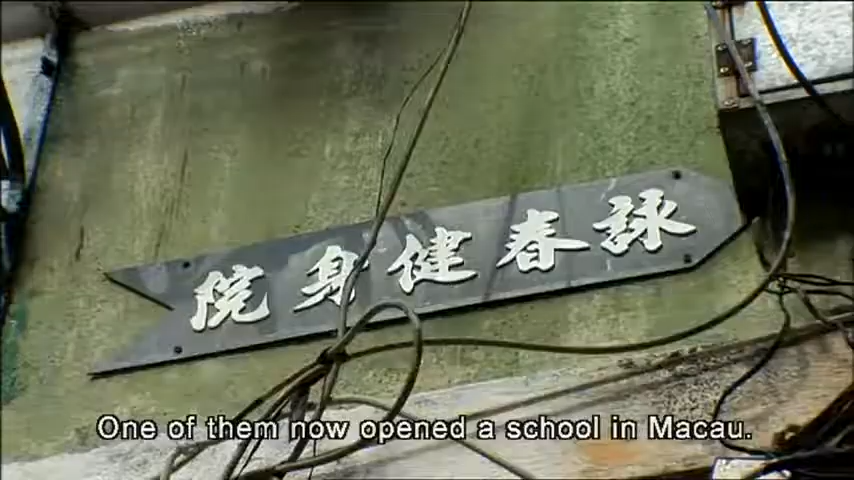 詠春健身院
One of them now opened a school in Macau.